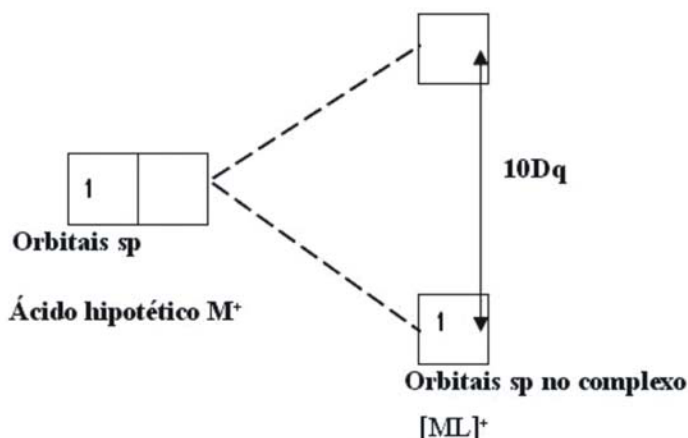 1
10Dq
Orbitais sp
Ácido hipotético M⁺
1
Orbitais sp no complexo
[ML]⁺